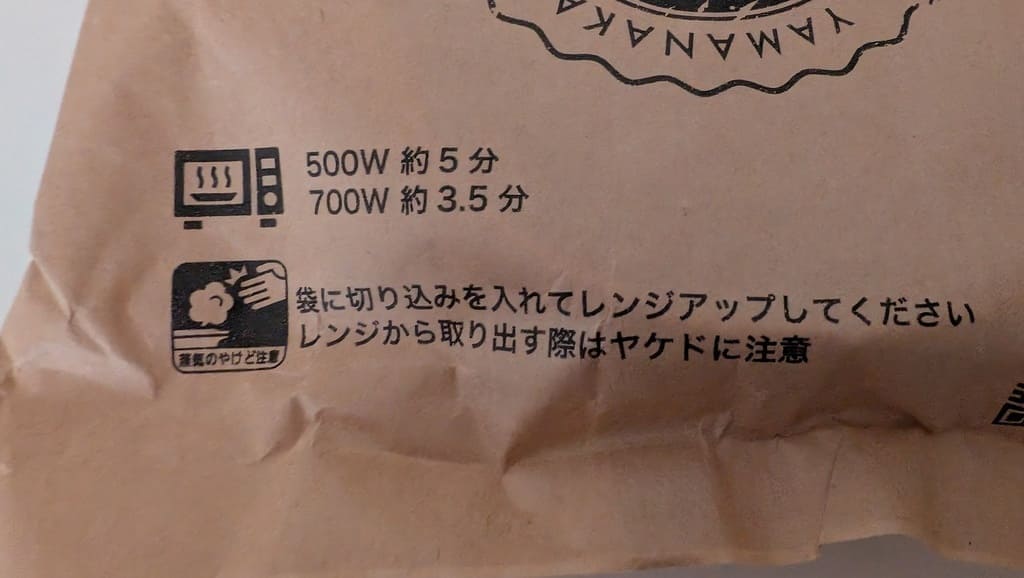 YAMANAKA
500W 約 5 分
700W 約 3.5 分
袋に切り込みを入れてレンジアップしてください
レンジから取り出す際はヤケドに注意
蒸気のやけど注意